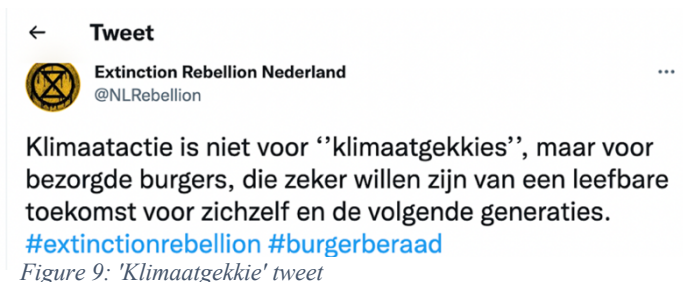 ← Tweet
Extinction Rebellion Nederland ...
@NLRebellion
Klimaatactie is niet voor ‘’klimaatgekkies’’, maar voor
bezorgde burgers, die zeker willen zijn van een leefbare
toekomst voor zichzelf en de volgende generaties.
#extinctionrebellion #burgerberaad
Figure 9: 'Klimaatgekkie' tweet